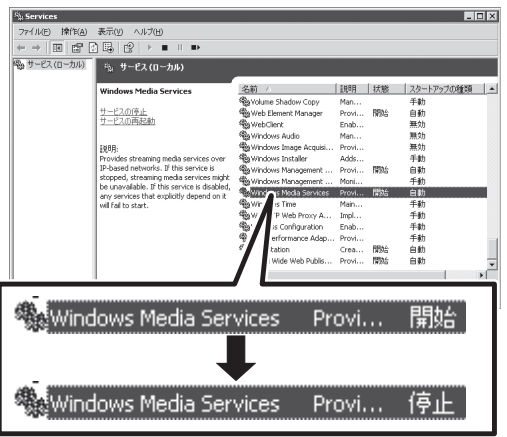 Services
ファイル(F) 操作(A) 表示(V) ヘルプ(H)
サービス (ローカル)
サービス (ローカル)
Windows Media Services
サービスの停止
サービスの再起動
説明:
Provides streaming media services over
IP-based networks. If this service is
stopped, streaming media services might
be unavailable. If this service is disabled,
any services that explicitly depend on it
will fail to start.
名前 説明 状態 スタートアップの種類
Volume Shadow Copy Man... 手動
Web Element Manager Provi... 開始 自動
WebClient Enab... 無効
Windows Audio Man... 無効
Windows Image Acquisi... Provi... 無効
Windows Installer Adds... 手動
Windows Management ... Provi... 開始 自動
Windows Management ... Moni... 手動
Windows Media Services Provi... 開始 自動
Time Main... 手動
P Web Proxy A... Impl... 手動
s Configuration Enab... 手動
erformance Adap... Provi... 手動
tation Crea... 開始 自動
Wide Web Publis... Provi... 開始 自動
Windows Media Services Provi... 開始
Windows Media Services Provi... 停止